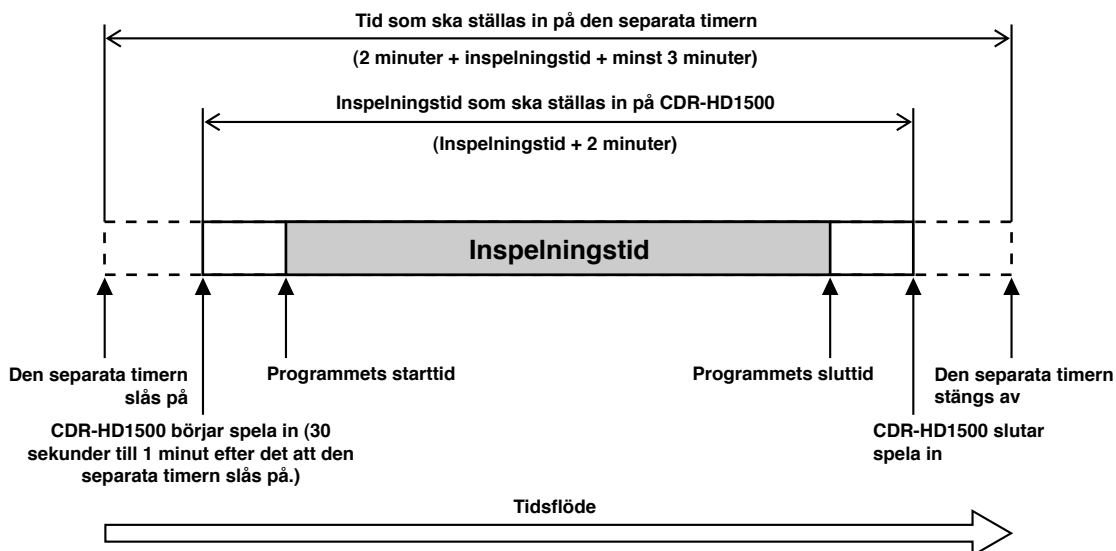 Tid som ska ställas in på den separata timern
(2 minuter + inspelningstid + minst 3 minuter)
Inspelningstid som ska ställas in på CDR-HD1500
(Inspelningstid + 2 minuter)
Inspelningstid
Den separata timern
slås på
Programmets starttid
Programmets sluttid
Den separata timern
stängs av
CDR-HD1500 börjar spela in (30
sekunder till 1 minut efter det att den
separata timern slås på.)
CDR-HD1500 slutar
spela in
Tidsflöde